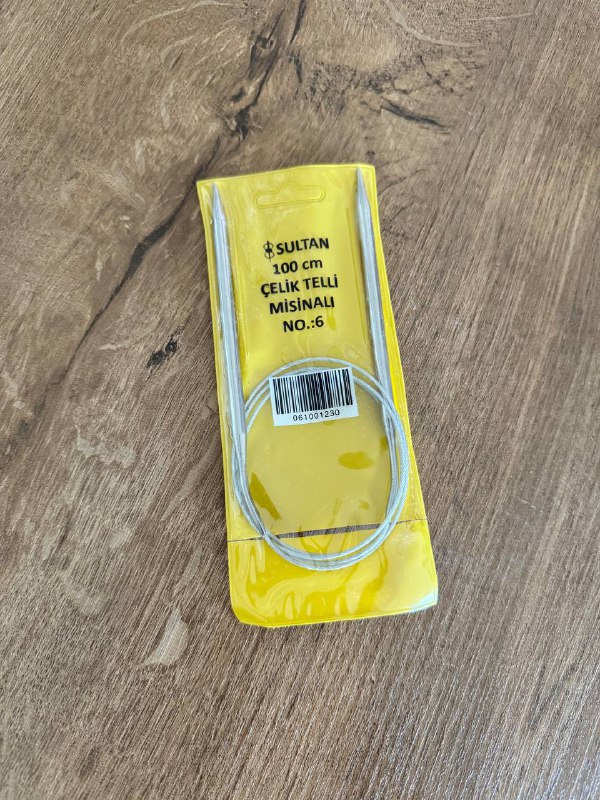 SULTAN
100 cm
ÇELİK TELLİ
MİSİNALI
NO.:6
061001230